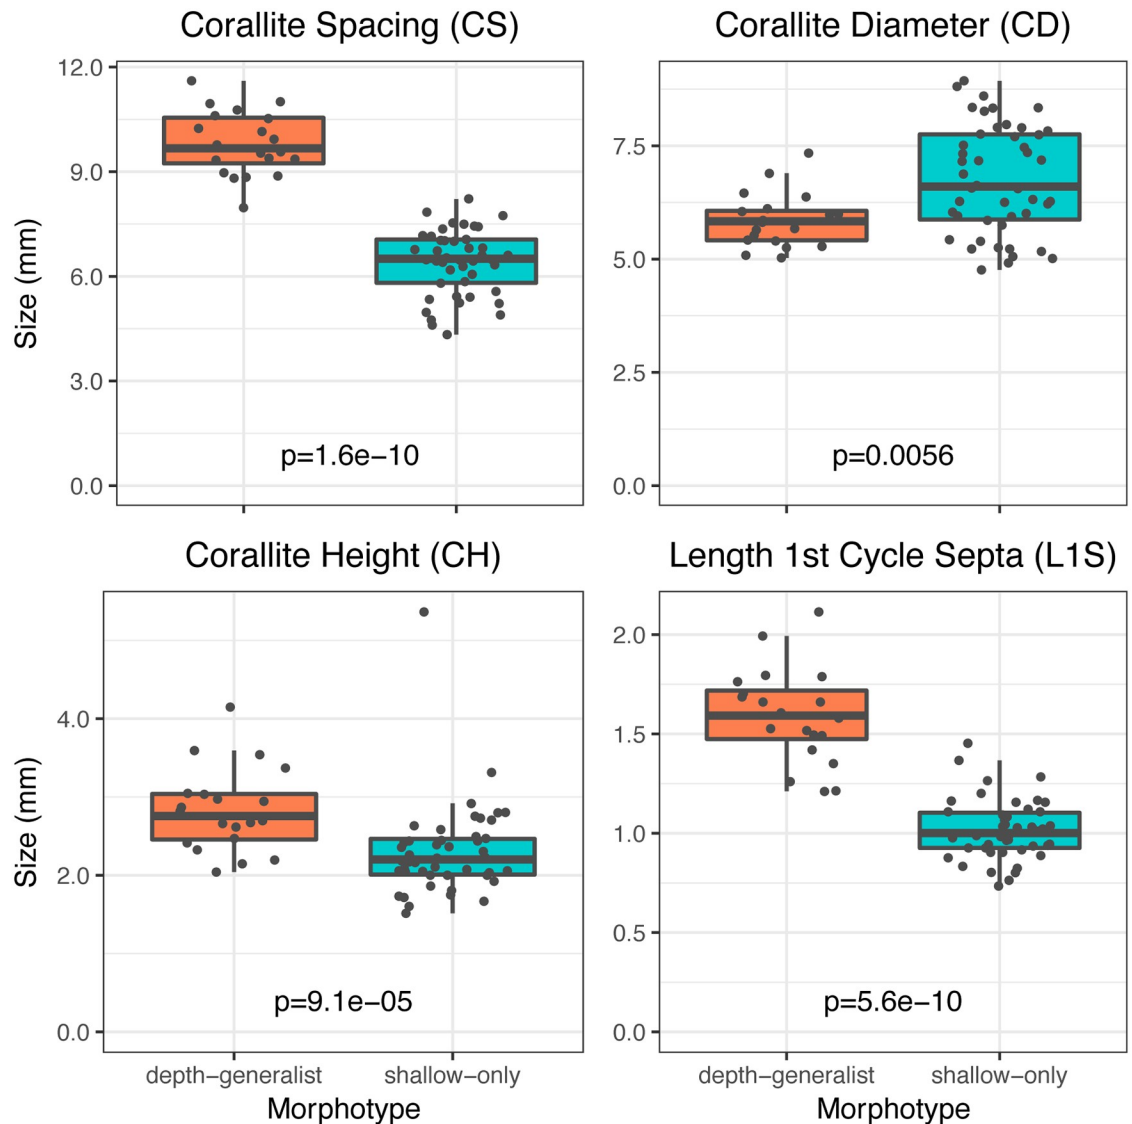 Corallite Spacing (CS)
Corallite Diameter (CD)
Size (mm)
12.0
9.0
6.0
3.0
0.0
p=1.6e−10
7.5
5.0
2.5
0.0
p=0.0056
Corallite Height (CH)
Length 1st Cycle Septa (L1S)
Size (mm)
4.0
2.0
0.0
p=9.1e−05
2.0
1.5
1.0
0.5
0.0
p=5.6e−10
depth−generalist
shallow−only
depth−generalist
shallow−only
Morphotype
Morphotype